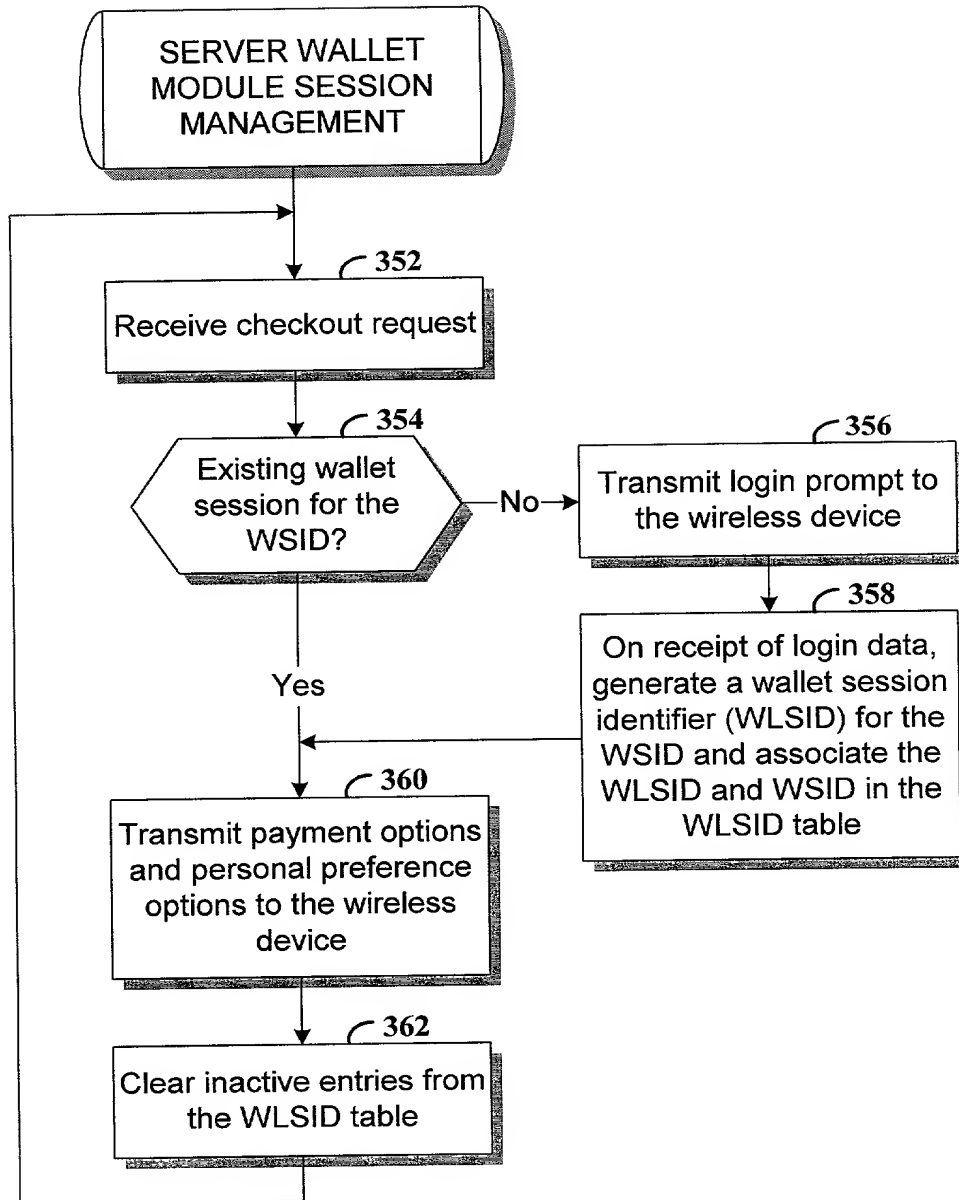 SERVER WALLET
MODULE SESSION
MANAGEMENT
352
Receive checkout request
354
Existing wallet
session for the
WSID?
No
356
Transmit login prompt to
the wireless device
358
On receipt of login data,
generate a wallet session
identifier (WLSID) for the
WSID and associate the
WLSID and WSID in the
WLSID table
Yes
360
Transmit payment options
and personal preference
options to the wireless
device
362
Clear inactive entries from
the WLSID table